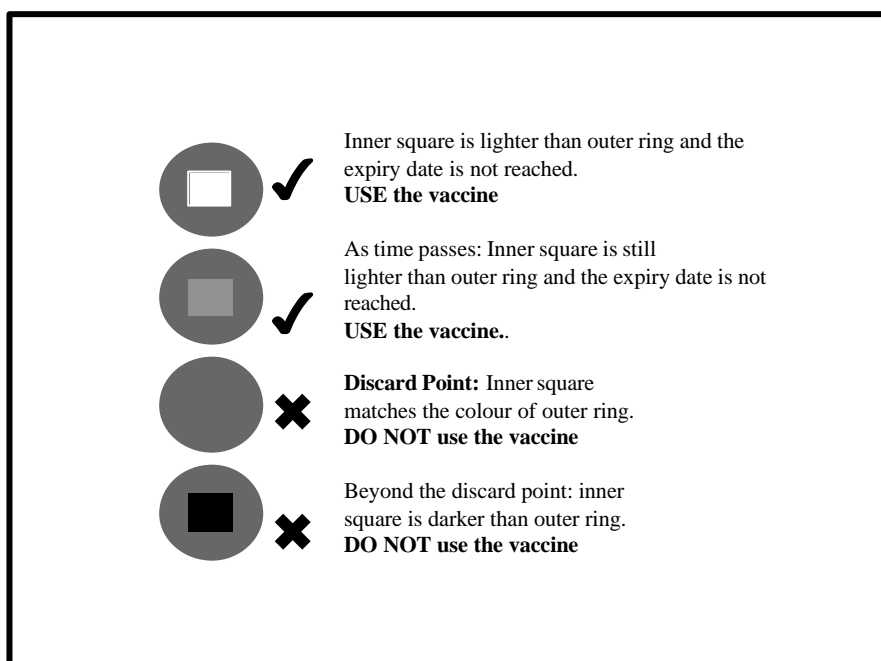 Inner square is lighter than outer ring and the
expiry date is not reached.
USE the vaccine
As time passes: Inner square is still
lighter than outer ring and the expiry date is not
reached.
USE the vaccine..
Discard Point: Inner square
matches the colour of outer ring.
DO NOT use the vaccine
Beyond the discard point: inner
square is darker than outer ring.
DO NOT use the vaccine